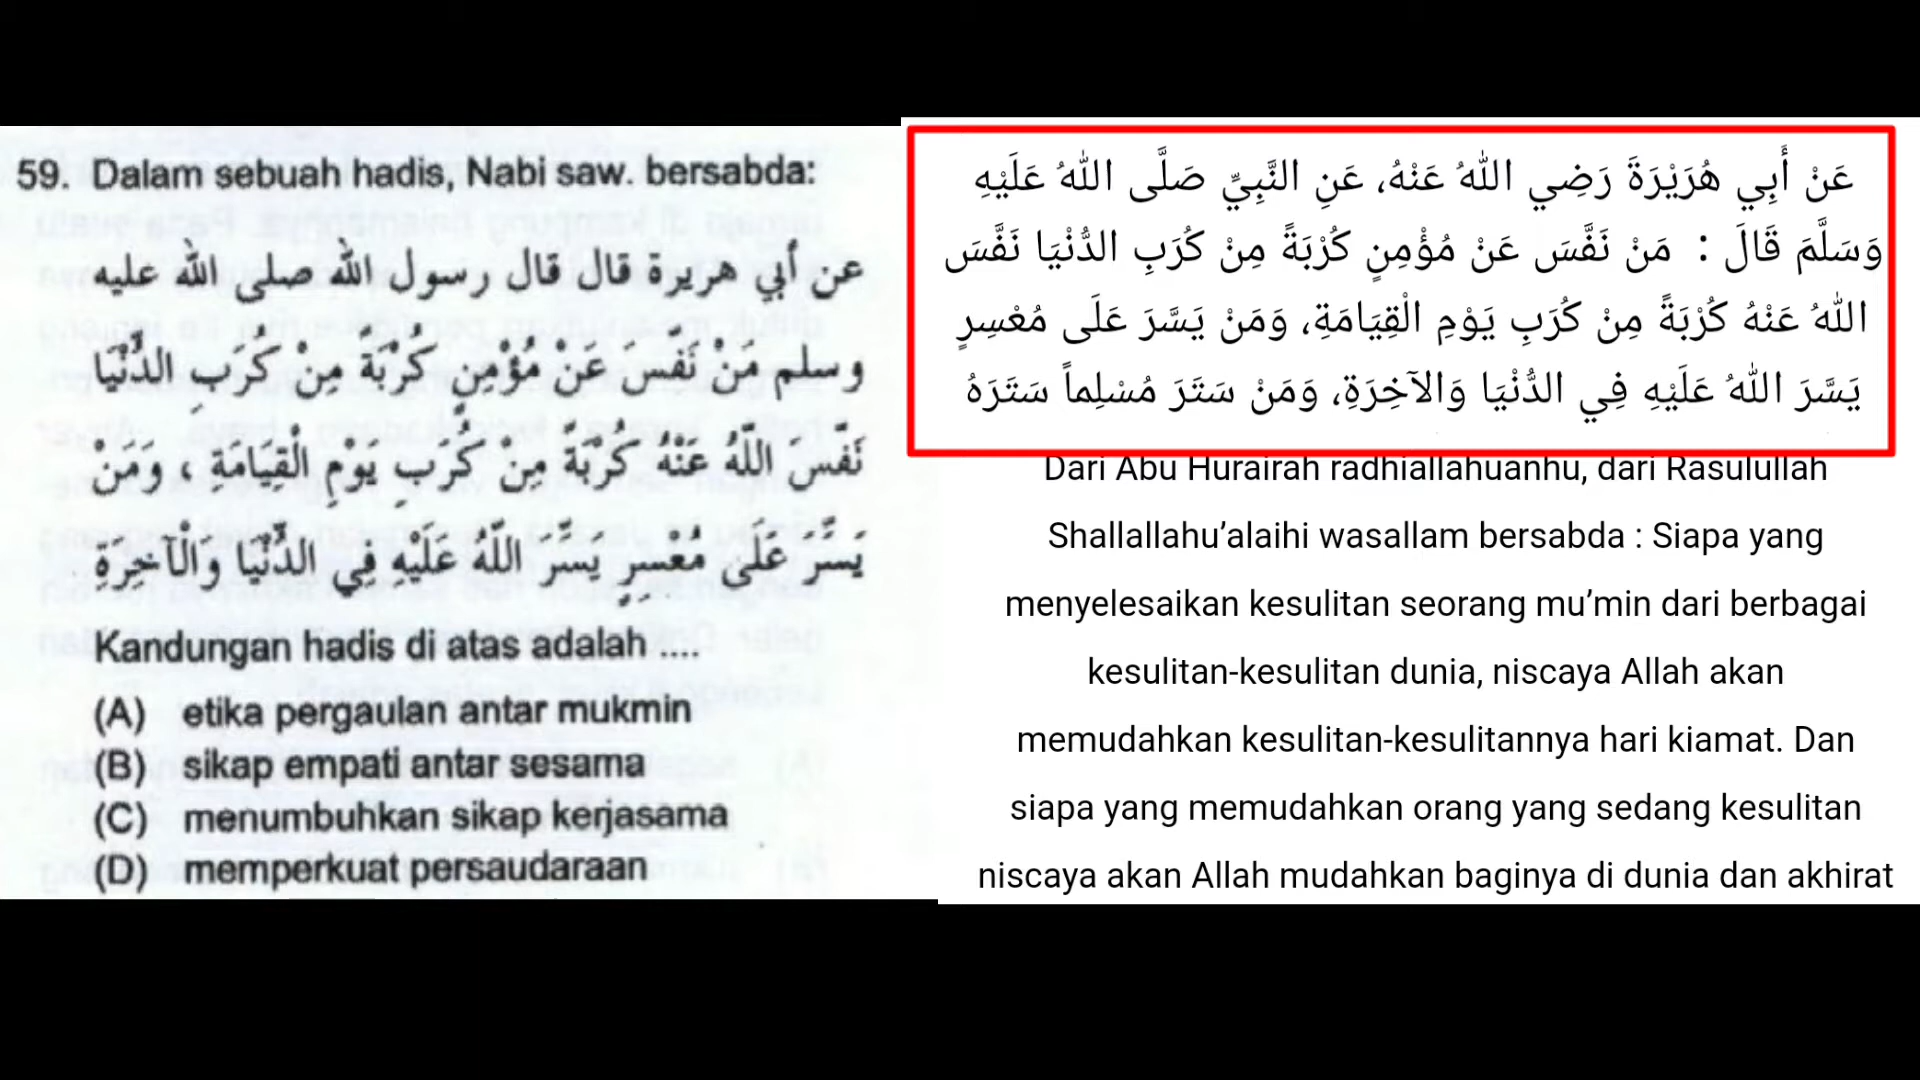 59. Dalam sebuah hadis, Nabi saw. bersabda:
عن أبي هريرة قال قال رسول الله صلى الله عليه
وسلم مَنْ نَفَّسَ عَنْ مُؤْمِنٍ كُرْبَةً مِنْ كُرَبِ الدُّنْيَا
نَفَّسَ اللَّهُ عَنْهُ كُرْبَةً مِنْ كُرَبِ يَوْمِ الْقِيَامَةِ ، وَمَنْ
يَسَّرَ عَلَى مُعْسِرٍ يَسَّرَ اللَّهُ عَلَيْهِ فِي الدُّنْيَا وَالْآخِرَةِ
Kandungan hadis di atas adalah ....
(A) etika pergaulan antar mukmin
(B) sikap empati antar sesama
(C) menumbuhkan sikap kerjasama
(D) memperkuat persaudaraan
عَنْ أَبِي هُرَيْرَةَ رَضِي اللهُ عَنْهُ، عَنِ النَّبِيِّ صَلَّى اللهُ عَلَيْهِ
وَسَلَّمَ قَالَ : مَنْ نَفَّسَ عَنْ مُؤْمِنٍ كُرْبَةً مِنْ كُرَبِ الدُّنْيَا نَفَّسَ
اللهُ عَنْهُ كُرْبَةً مِنْ كُرَبِ يَوْمِ الْقِيَامَةِ، وَمَنْ يَسَّرَ عَلَى مُعْسِرٍ
يَسَّرَ اللهُ عَلَيْهِ فِي الدُّنْيَا وَالآخِرَةِ، وَمَنْ سَتَرَ مُسْلِماً سَتَرَهُ
Dari Abu Hurairah radhiallahuanhu, dari Rasulullah
Shallallahu’alaihi wasallam bersabda : Siapa yang
menyelesaikan kesulitan seorang mu’min dari berbagai
kesulitan-kesulitan dunia, niscaya Allah akan
memudahkan kesulitan-kesulitannya hari kiamat. Dan
siapa yang memudahkan orang yang sedang kesulitan
niscaya akan Allah mudahkan baginya di dunia dan akhirat